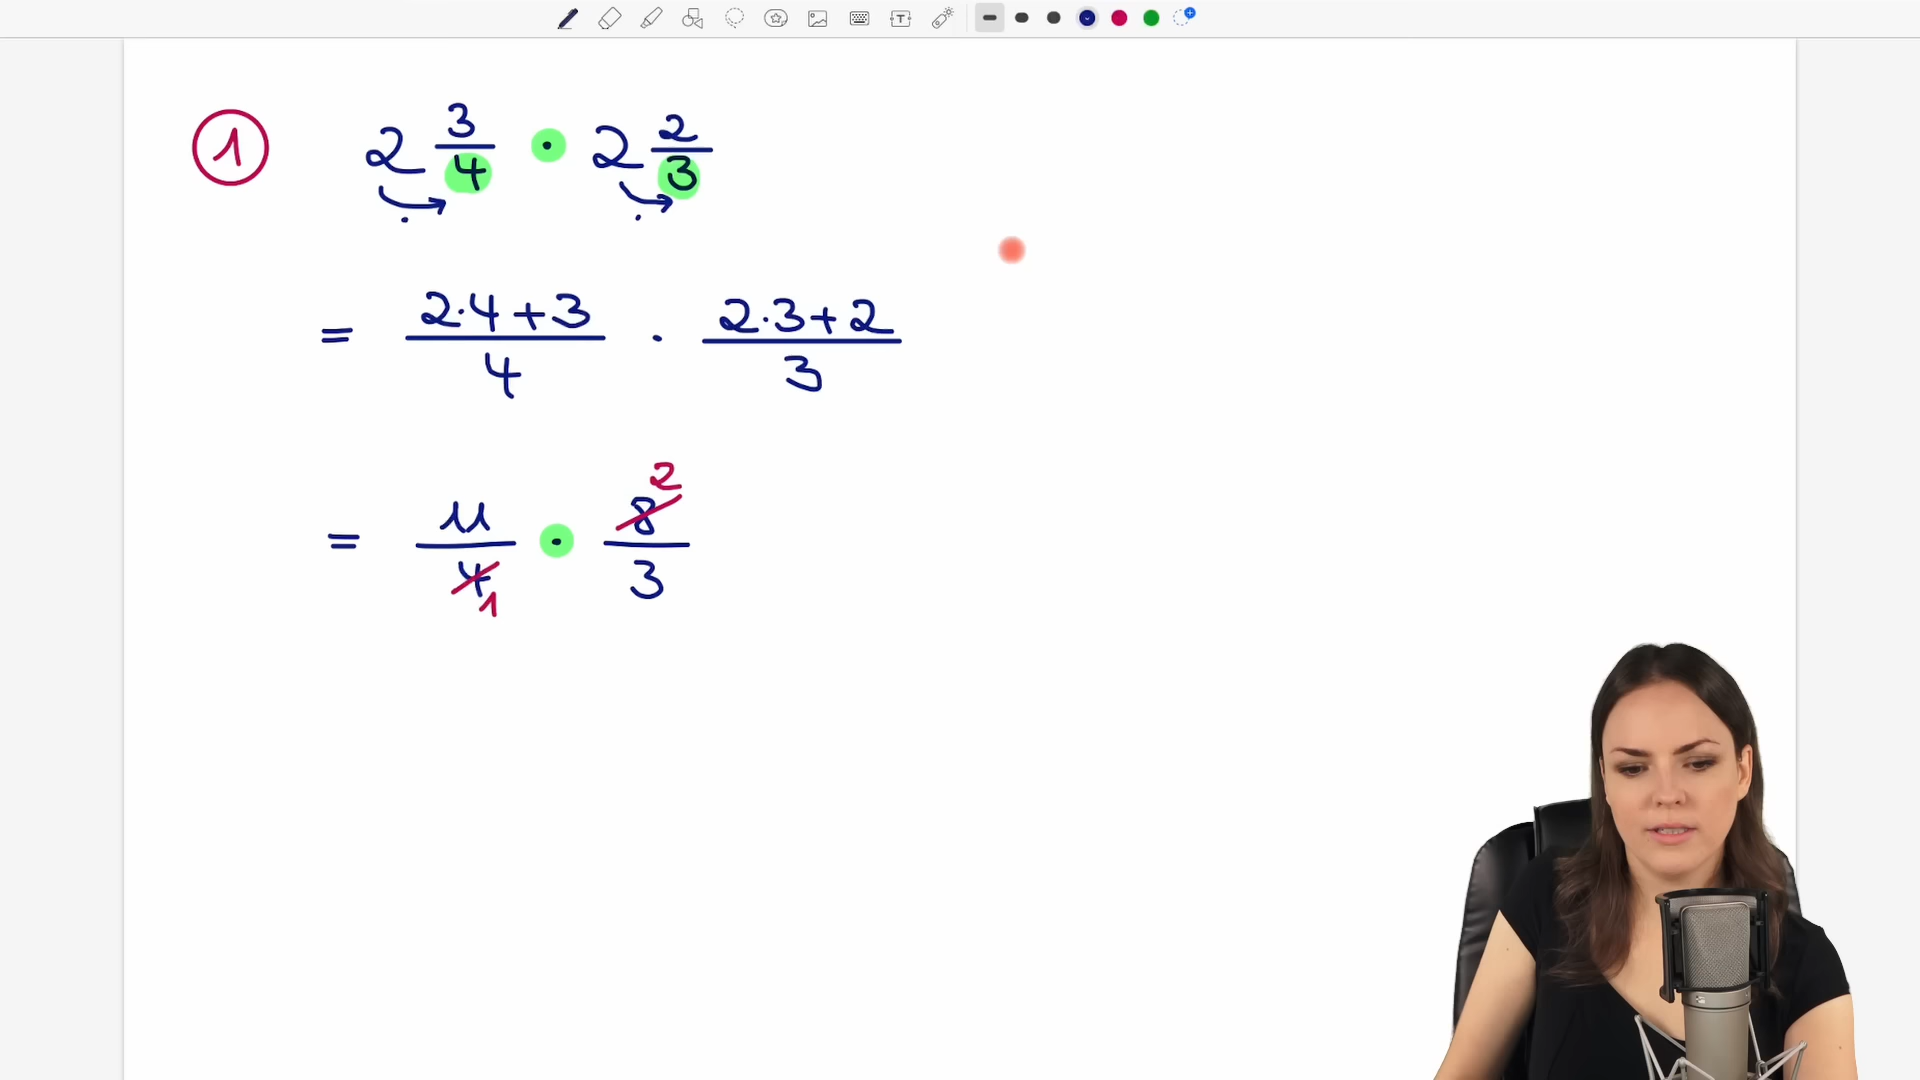 1 2 3/4 · 2 2/3
= (2·4+3)/4 · (2·3+2)/3
= 11/4 1 · 8/3 2